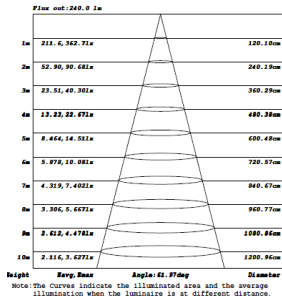 Flux out:240.0 lm
1m 211.6,362.7lx 120.10cm
2m 52.90,90.68lx 240.19cm
3m 23.51,40.30lx 360.29cm
4m 13.23,22.67lx 480.38cm
5m 8.464,14.51lx 600.48cm
6m 5.878,10.08lx 720.57cm
7m 4.319,7.402lx 840.67cm
8m 3.306,5.667lx 960.77cm
9m 2.612,4.478lx 1080.86cm
10m 2.116,3.627lx 1200.96cm
Height Eavg,Emax Angle:61.97deg Diameter
Note:The Curves indicate the illuminated area and the average
illumination when the luminaire is at different distance.